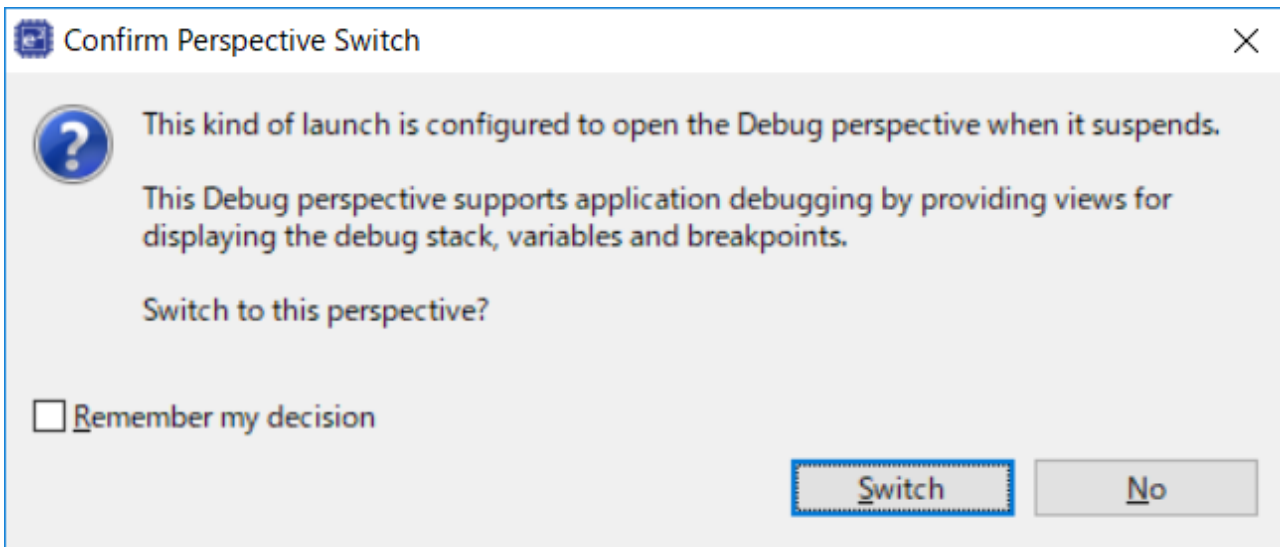 Confirm Perspective Switch
This kind of launch is configured to open the Debug perspective when it suspends.
This Debug perspective supports application debugging by providing views for
displaying the debug stack, variables and breakpoints.
Switch to this perspective?
Remember my decision
Switch
No